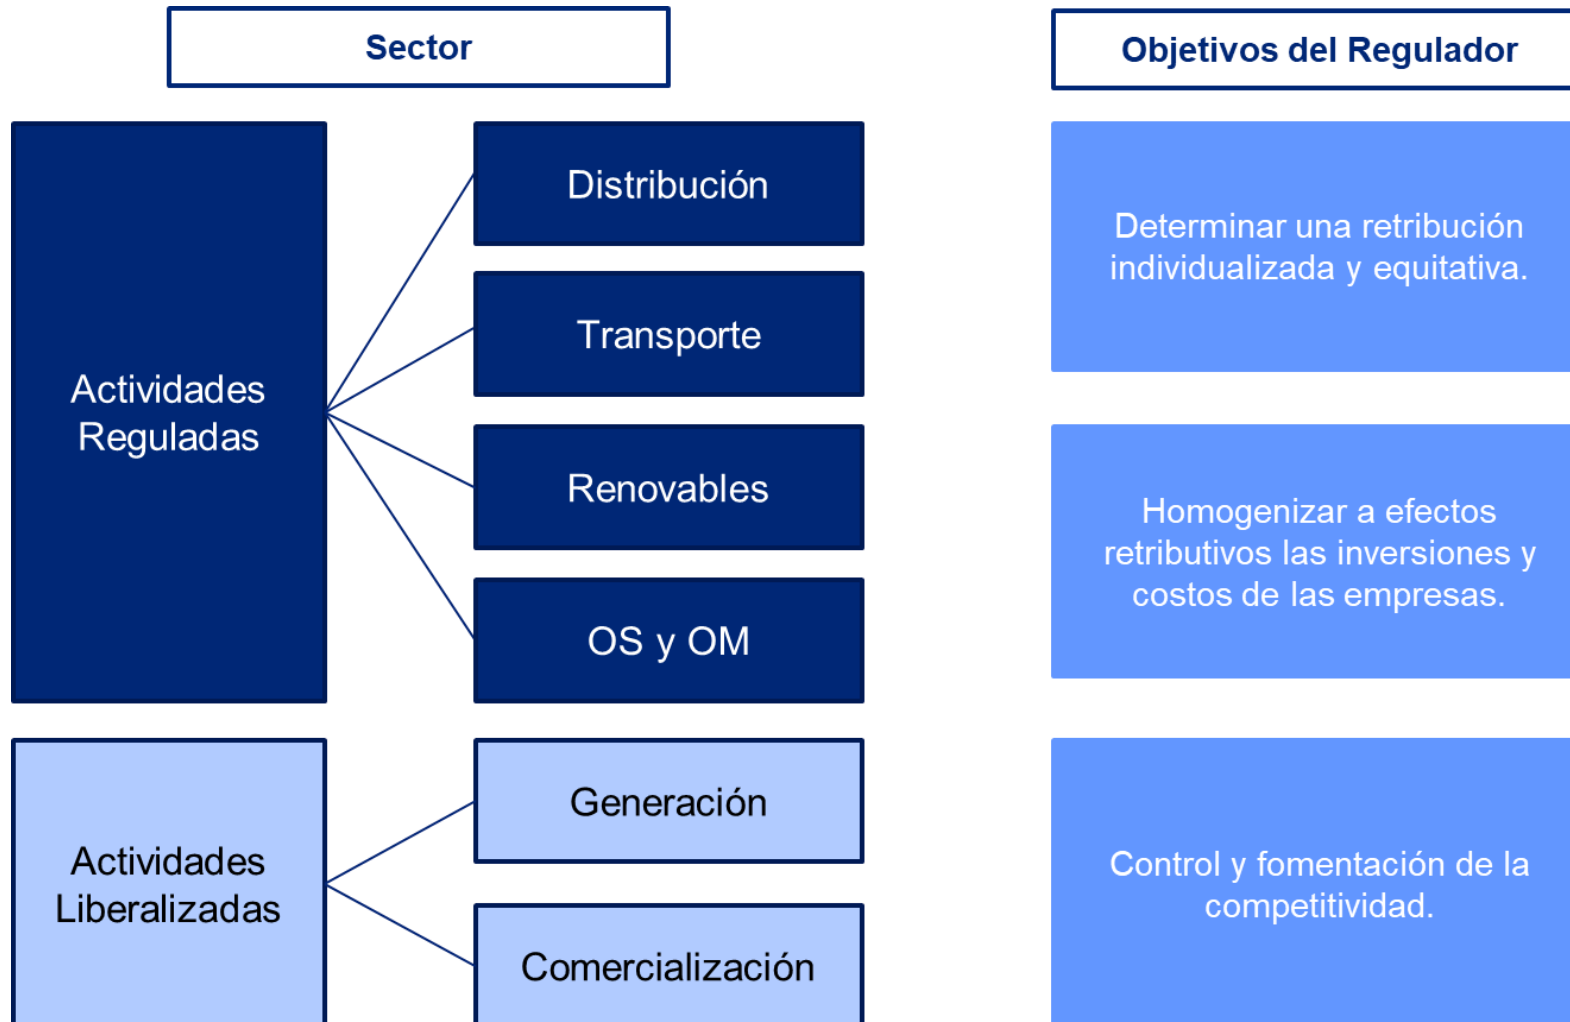 Sector
Objetivos del Regulador
Actividades
Reguladas
Distribución
Transporte
Renovables
OS y OM
Determinar una retribución
individualizada y equitativa.
Homogenizar a efectos
retributivos las inversiones y
costos de las empresas.
Actividades
Liberalizadas
Generación
Comercialización
Control y fomentación de la
competitividad.